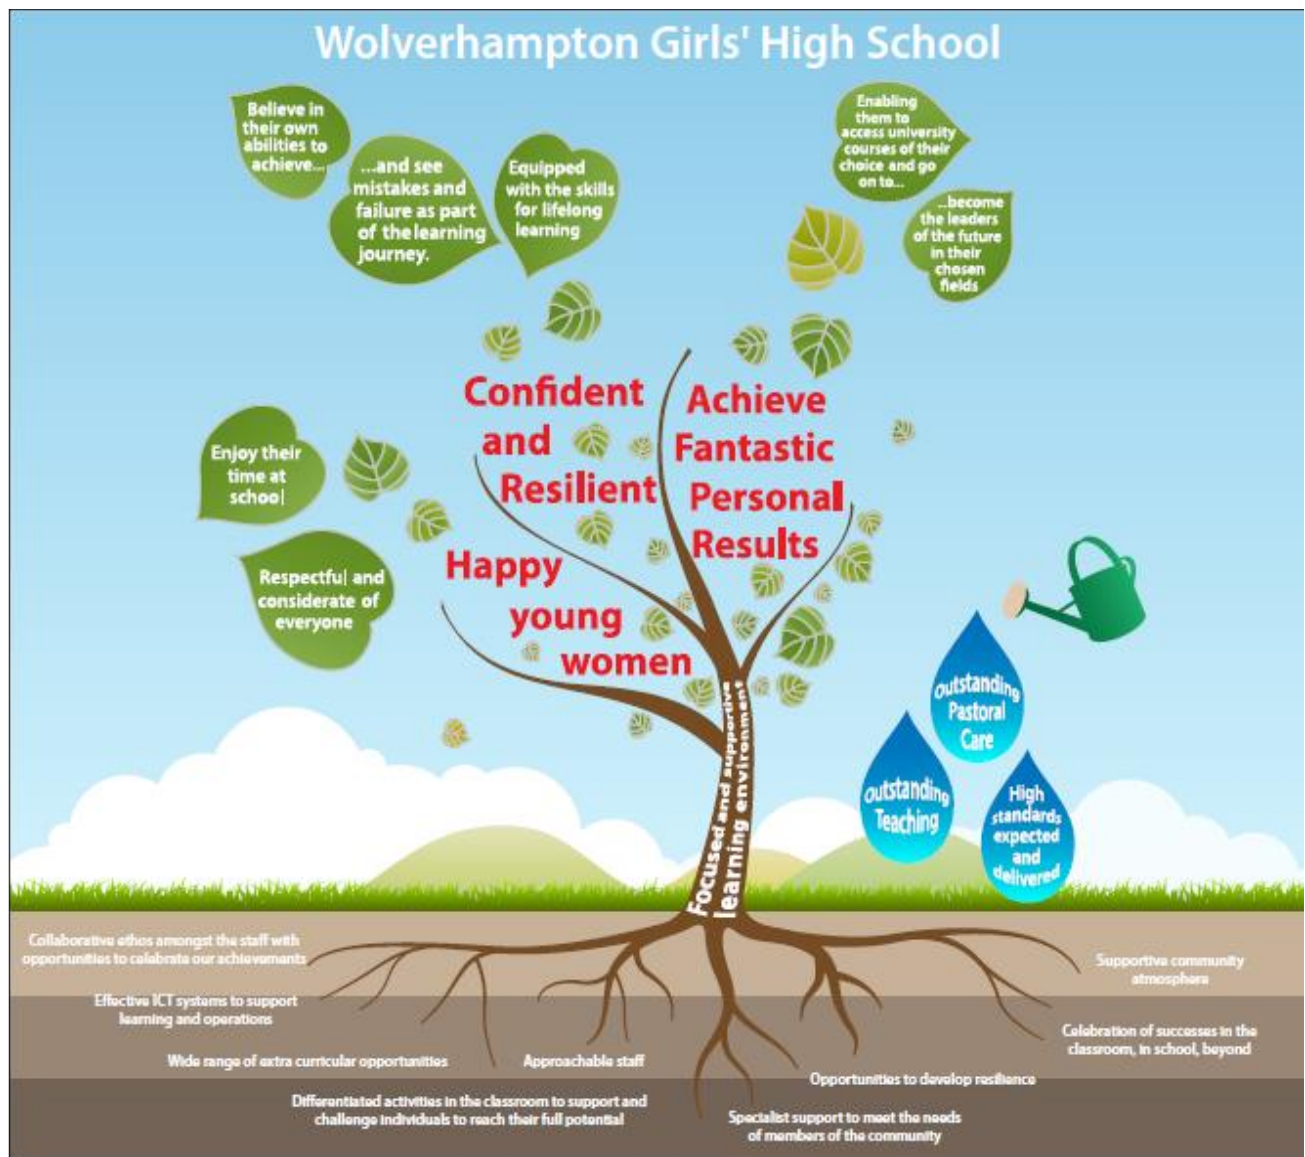 Wolverhampton Girls' High School
Believe in
their own
abilities to
achieve...
...and see
mistakes and
failure as part
of the learning
journey.
Equipped
with the skills
for lifelong
learning
Enabling
them to
access university
courses of their
choice and go
on to...
...become
the leaders
of the future
in their
chosen
fields
Confident
and
Resilient
Achieve
Fantastic
Personal
Results
Enjoy their
time at
school
Respectful and
considerate of
everyone
Happy
young
women
Outstanding
Pastoral
Care
Outstanding
Teaching
High
standards
expected
and
delivered
Focused and supportive
learning environment
Collaborative ethos amongst the staff with
opportunities to celebrate our achievements
Effective ICT systems to support
learning and operations
Wide range of extra curricular opportunities
Approachable staff
Differentiated activities in the classroom to support and
challenge individuals to reach their full potential
Supportive community
atmosphere
Celebration of successes in the
classroom, in school, beyond
Opportunities to develop resilience
Specialist support to meet the needs
of members of the community